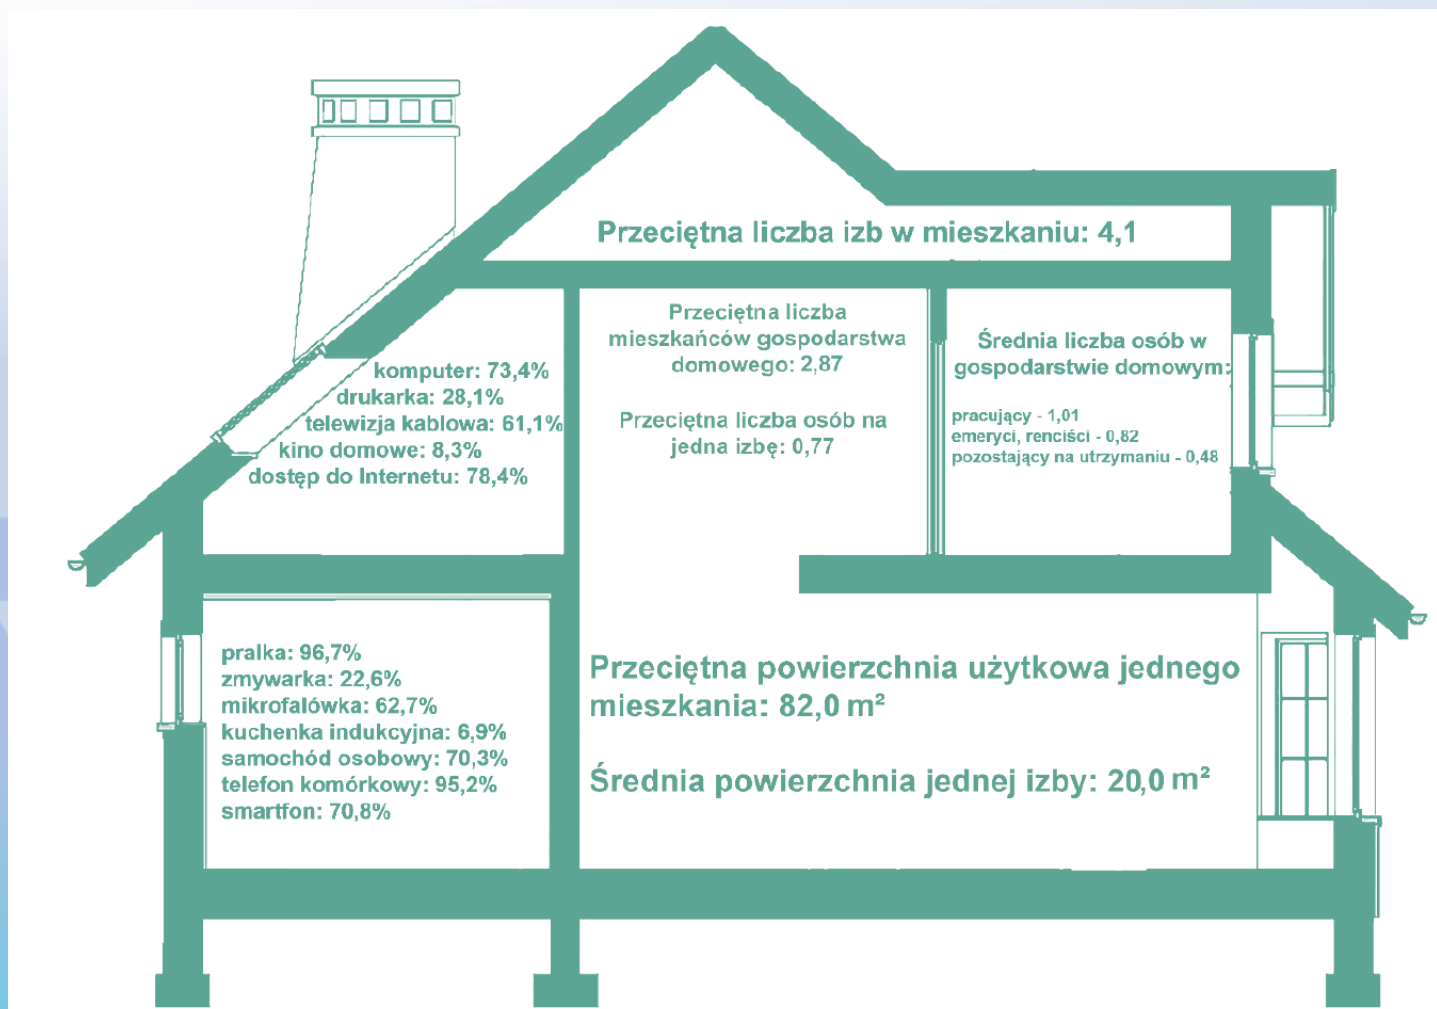 Przeciętna liczba izb w mieszkaniu: 4,1
komputer: 73,4%
drukarka: 28,1%
telewizja kablowa: 61,1%
kino domowe: 8,3%
dostęp do Internetu: 78,4%
Przeciętna liczba
mieszkańców gospodarstwa
domowego: 2,87
Przeciętna liczba osób na
jedna izbę: 0,77
Średnia liczba osób w
gospodarstwie domowym:
pracujący - 1,01
emeryci, renciści - 0,82
pozostający na utrzymaniu - 0,48
pralka: 96,7%
zmywarka: 22,6%
mikrofalówka: 62,7%
kuchenka indukcyjna: 6,9%
samochód osobowy: 70,3%
telefon komórkowy: 95,2%
smartfon: 70,8%
Przeciętna powierzchnia użytkowa jednego
mieszkania: 82,0 m²
Średnia powierzchnia jednej izby: 20,0 m²